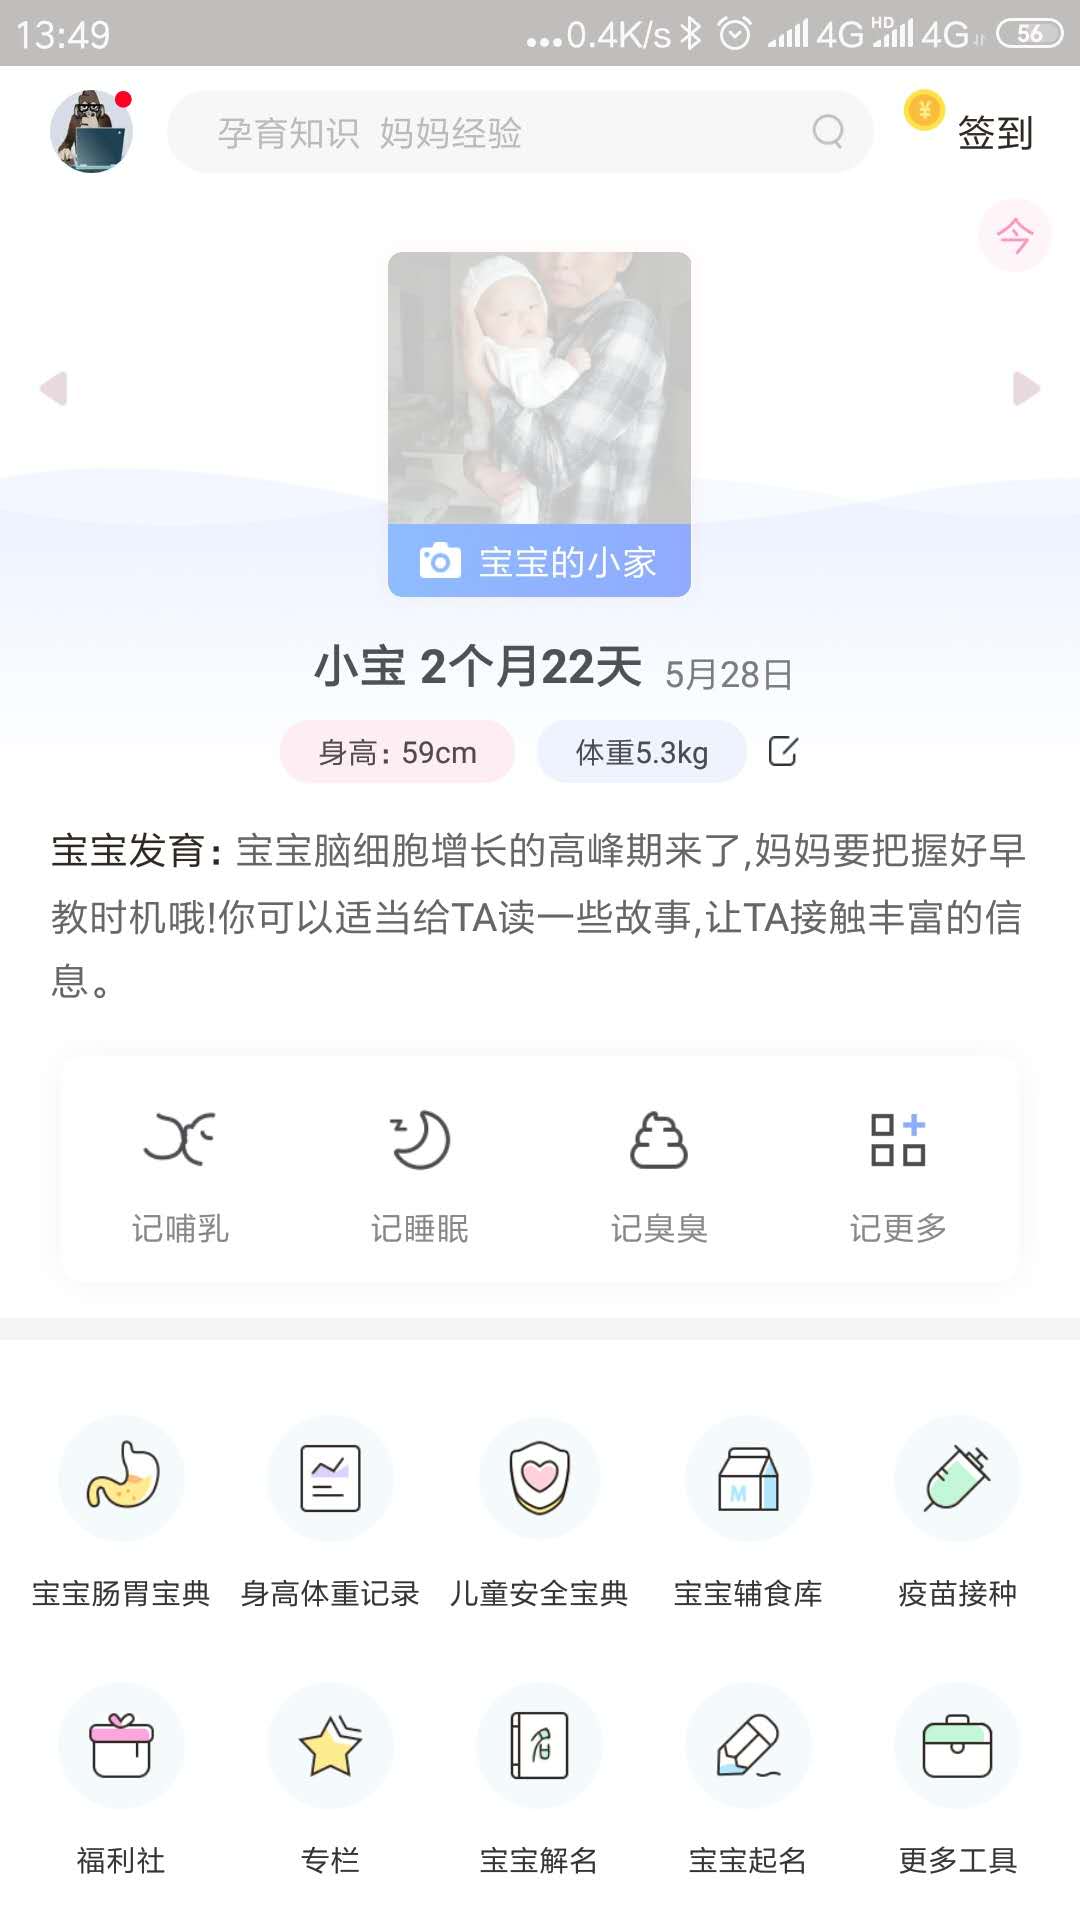 13:49
...0.4K/s 4G HD 4G 56
孕育知识 妈妈经验
¥
签到
今
宝宝的小家
小宝 2个月22天 5月28日
身高: 59cm 体重5.3kg
宝宝发育: 宝宝脑细胞增长的高峰期来了,妈妈要把握好早
教时机哦!你可以适当给TA读一些故事,让TA接触丰富的信
息。
记哺乳 记睡眠 记臭臭 记更多
M
宝宝肠胃宝典 身高体重记录 儿童安全宝典 宝宝辅食库 疫苗接种
名
福利社 专栏 宝宝解名 宝宝起名 更多工具